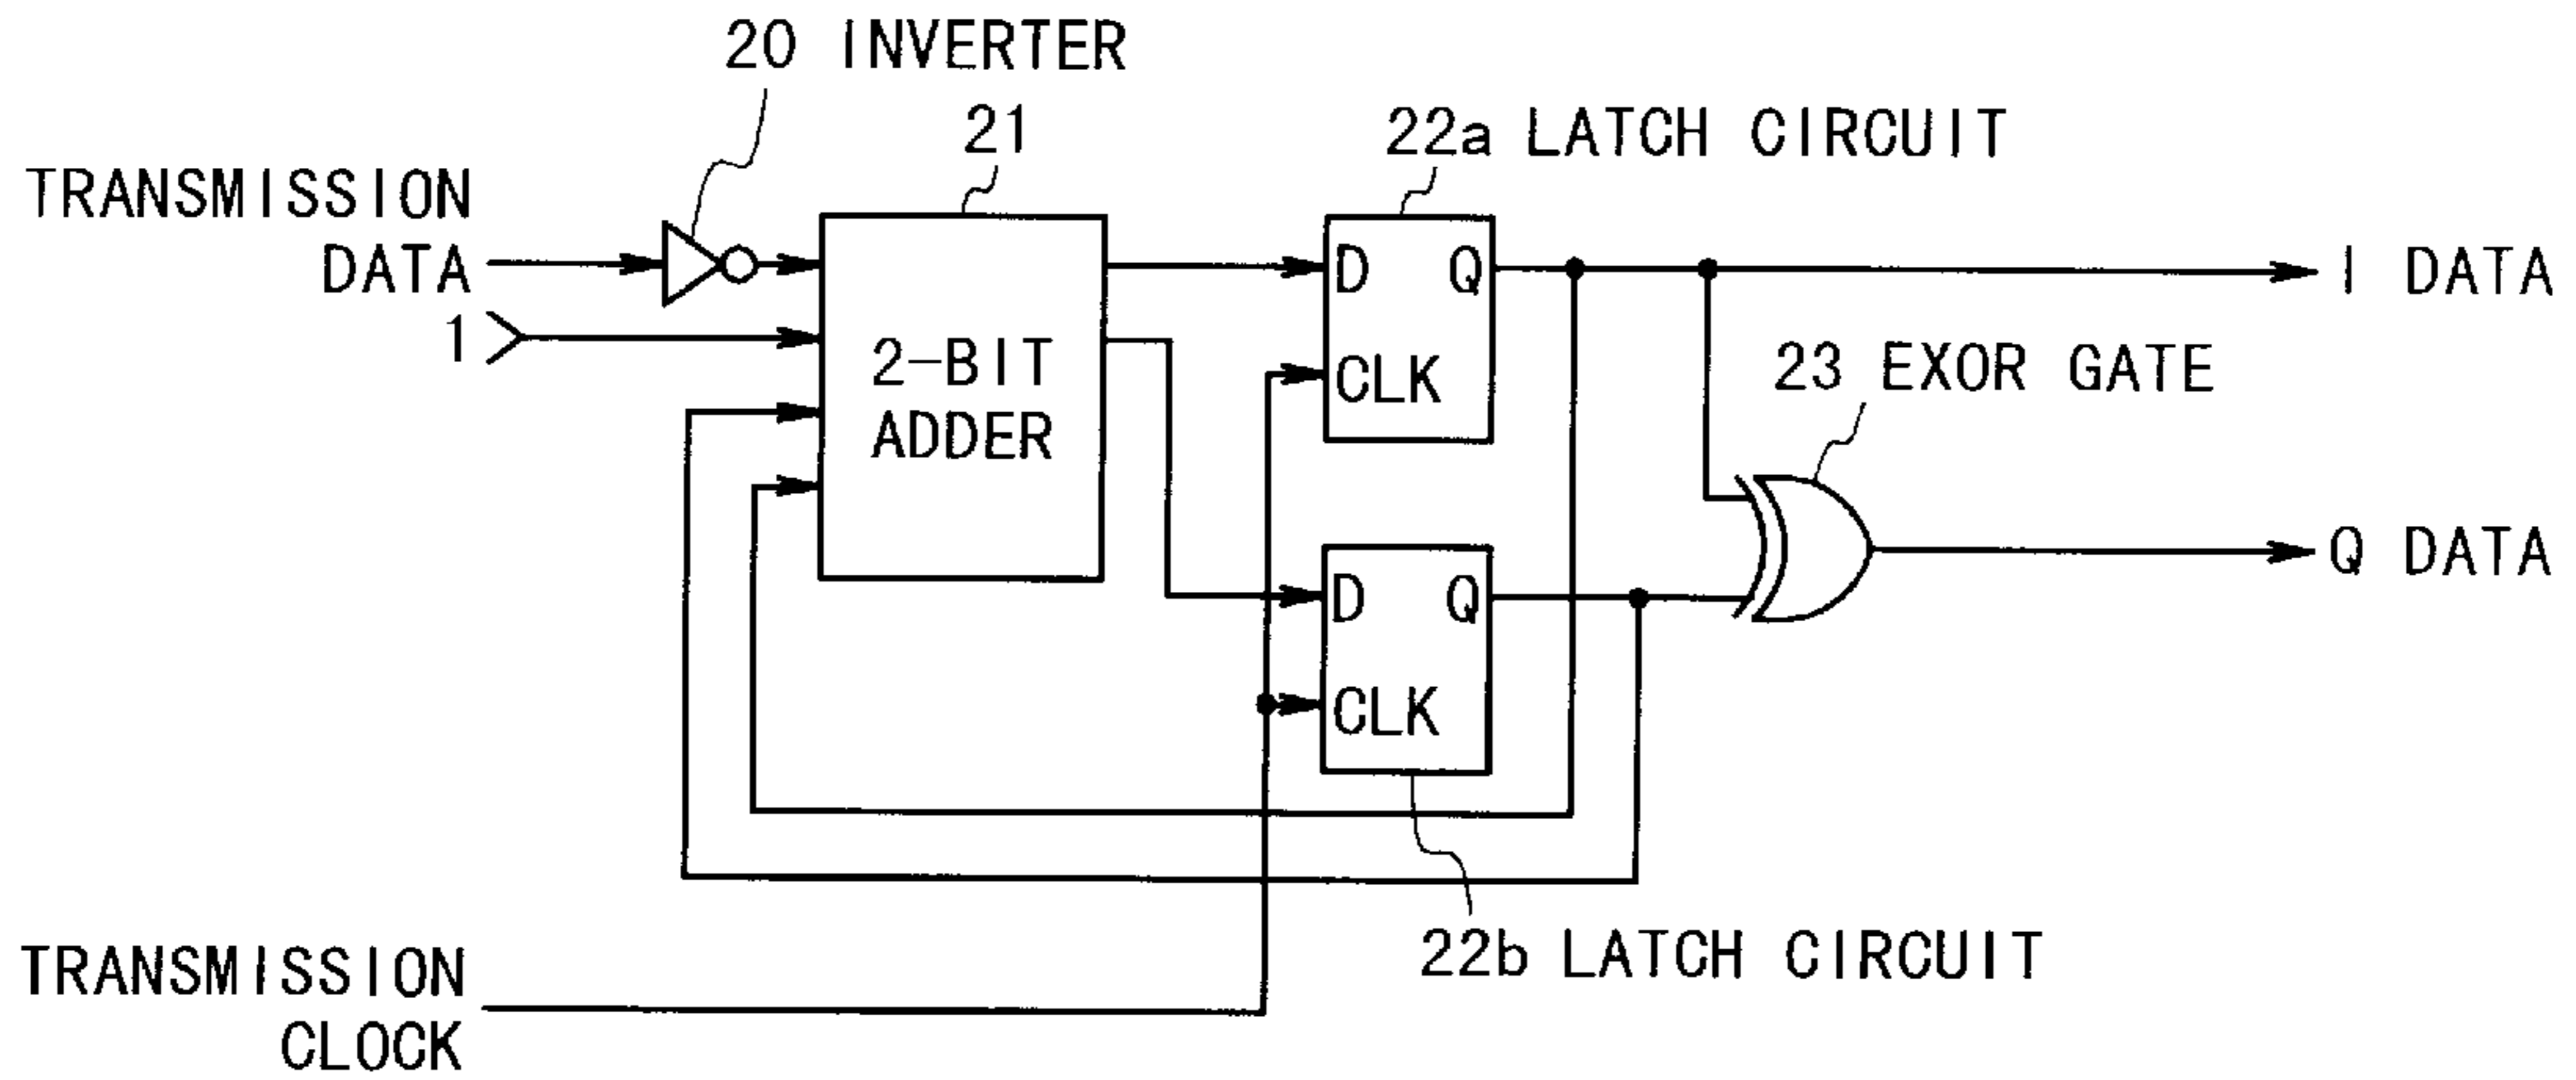 20 INVERTER
21
22a LATCH CIRCUIT
TRANSMISSION
DATA
1
2-BIT
ADDER
D Q
CLK
I DATA
23 EXOR GATE
D Q
CLK
Q DATA
22b LATCH CIRCUIT
TRANSMISSION
CLOCK